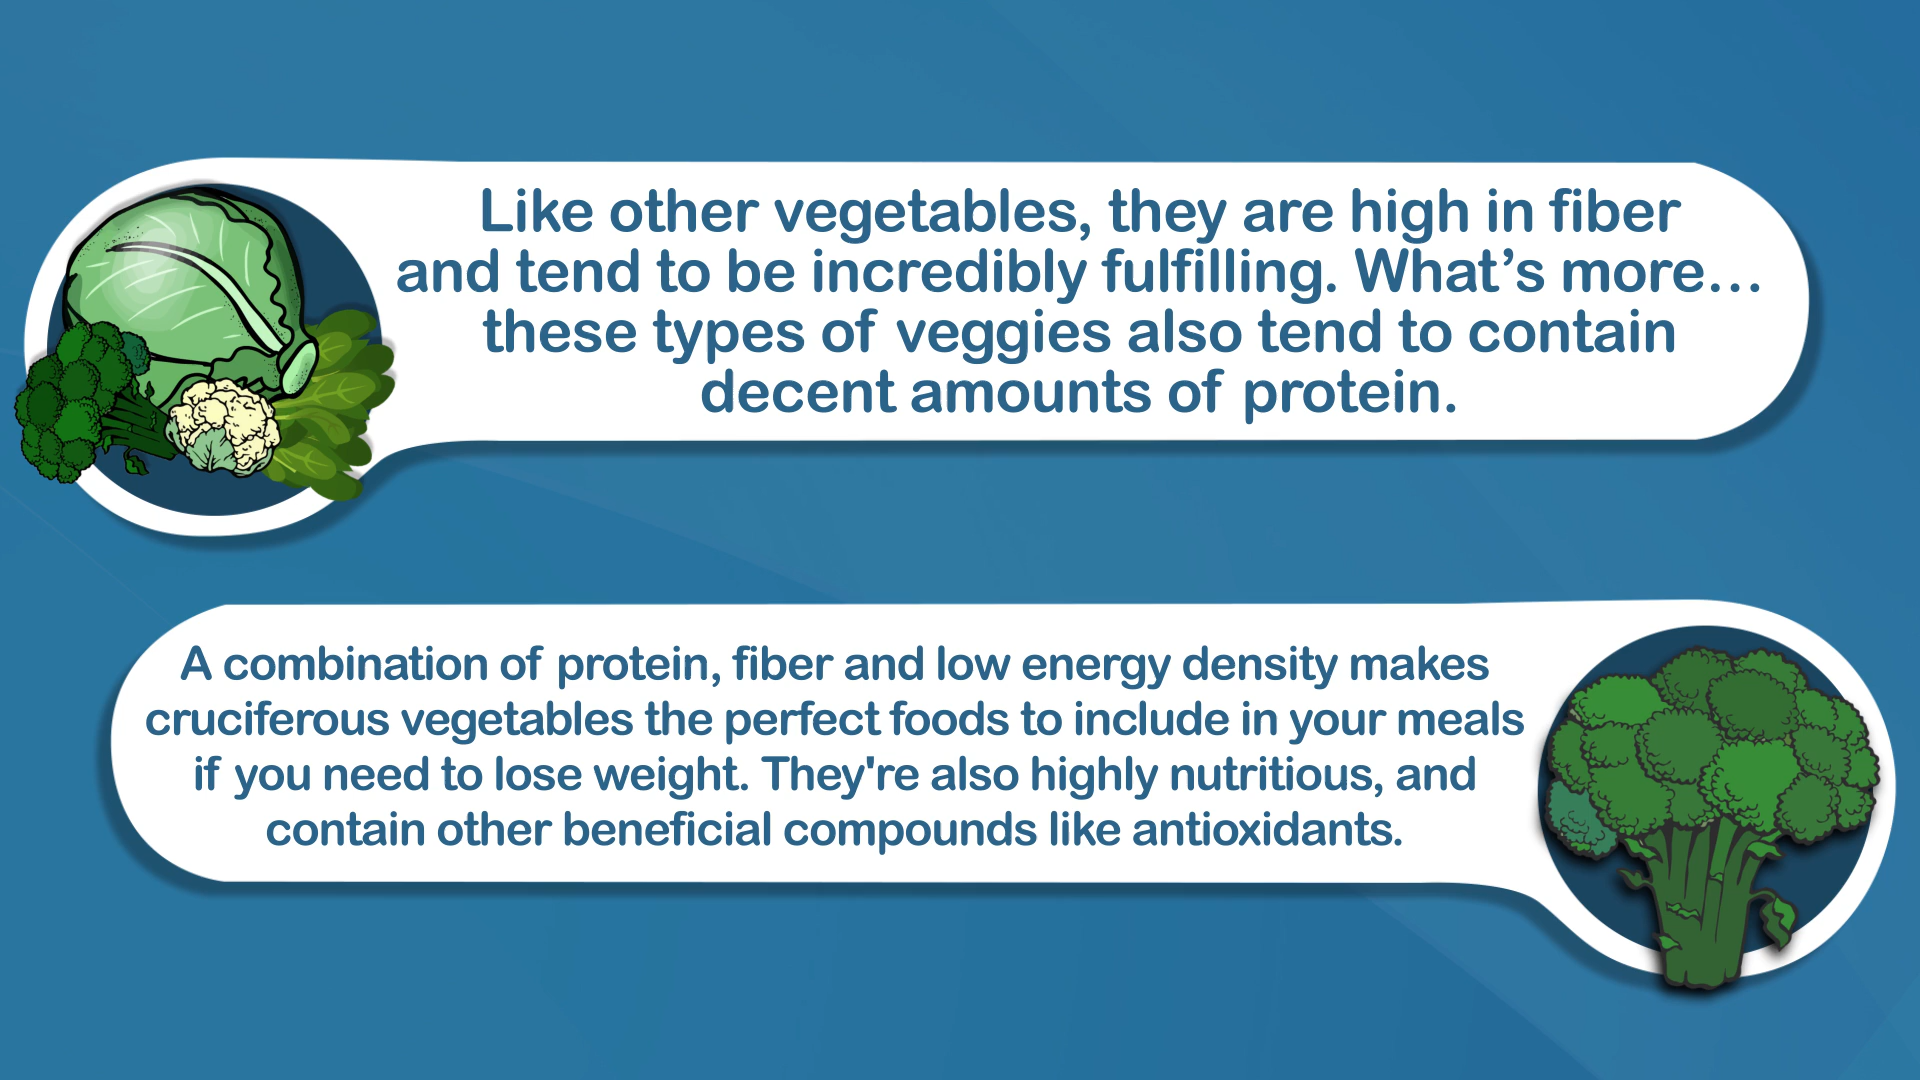 Like other vegetables, they are high in fiber
and tend to be incredibly fulfilling. What’s more...
these types of veggies also tend to contain
decent amounts of protein.
A combination of protein, fiber and low energy density makes
cruciferous vegetables the perfect foods to include in your meals
if you need to lose weight. They're also highly nutritious, and
contain other beneficial compounds like antioxidants.